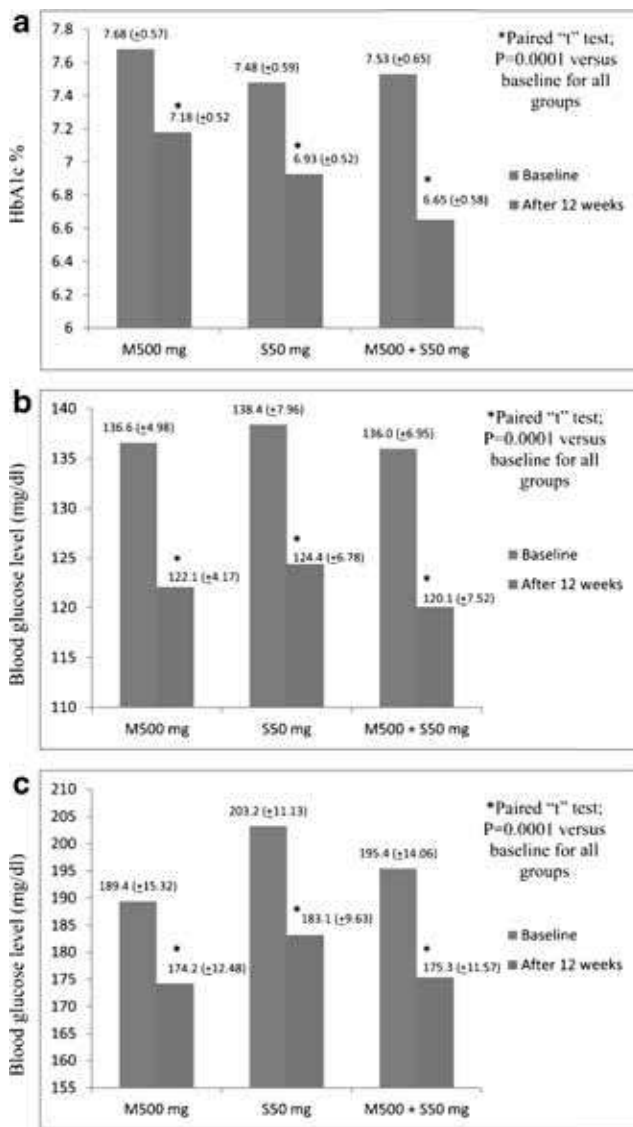 a
7.8
7.6
7.4
7.2
7
6.8
6.6
6.4
6.2
6
HbA1c %
7.68 (±0.57)
*
7.18 (±0.52
7.48 (±0.59)
*
6.93 (±0.52)
7.53 (±0.65)
*
6.65 (±0.58)
*Paired “t” test;
P=0.0001 versus
baseline for all
groups
Baseline
After 12 weeks
M500 mg
S50 mg
M500 + S50 mg
b
140
135
130
125
120
115
110
Blood glucose level (mg/dl)
136.6 (±4.98)
*
122.1 (±4.17)
138.4 (±7.96)
*
124.4 (±6.78)
136.0 (±6.95)
*
120.1 (±7.52)
*Paired “t” test;
P=0.0001 versus
baseline for all
groups
Baseline
After 12 weeks
M500 mg
S50 mg
M500 + S50 mg
c
210
205
200
195
190
185
180
175
170
165
160
155
Blood glucose level (mg/dl)
189.4 (±15.32)
*
174.2 (±12.48)
203.2 (±11.13)
*
183.1 (±9.63)
195.4 (±14.06)
*
175.3 (±11.57)
*Paired “t” test;
P=0.0001 versus
baseline for all
groups
Baseline
After 12 weeks
M500 mg
S50 mg
M500 + S50 mg